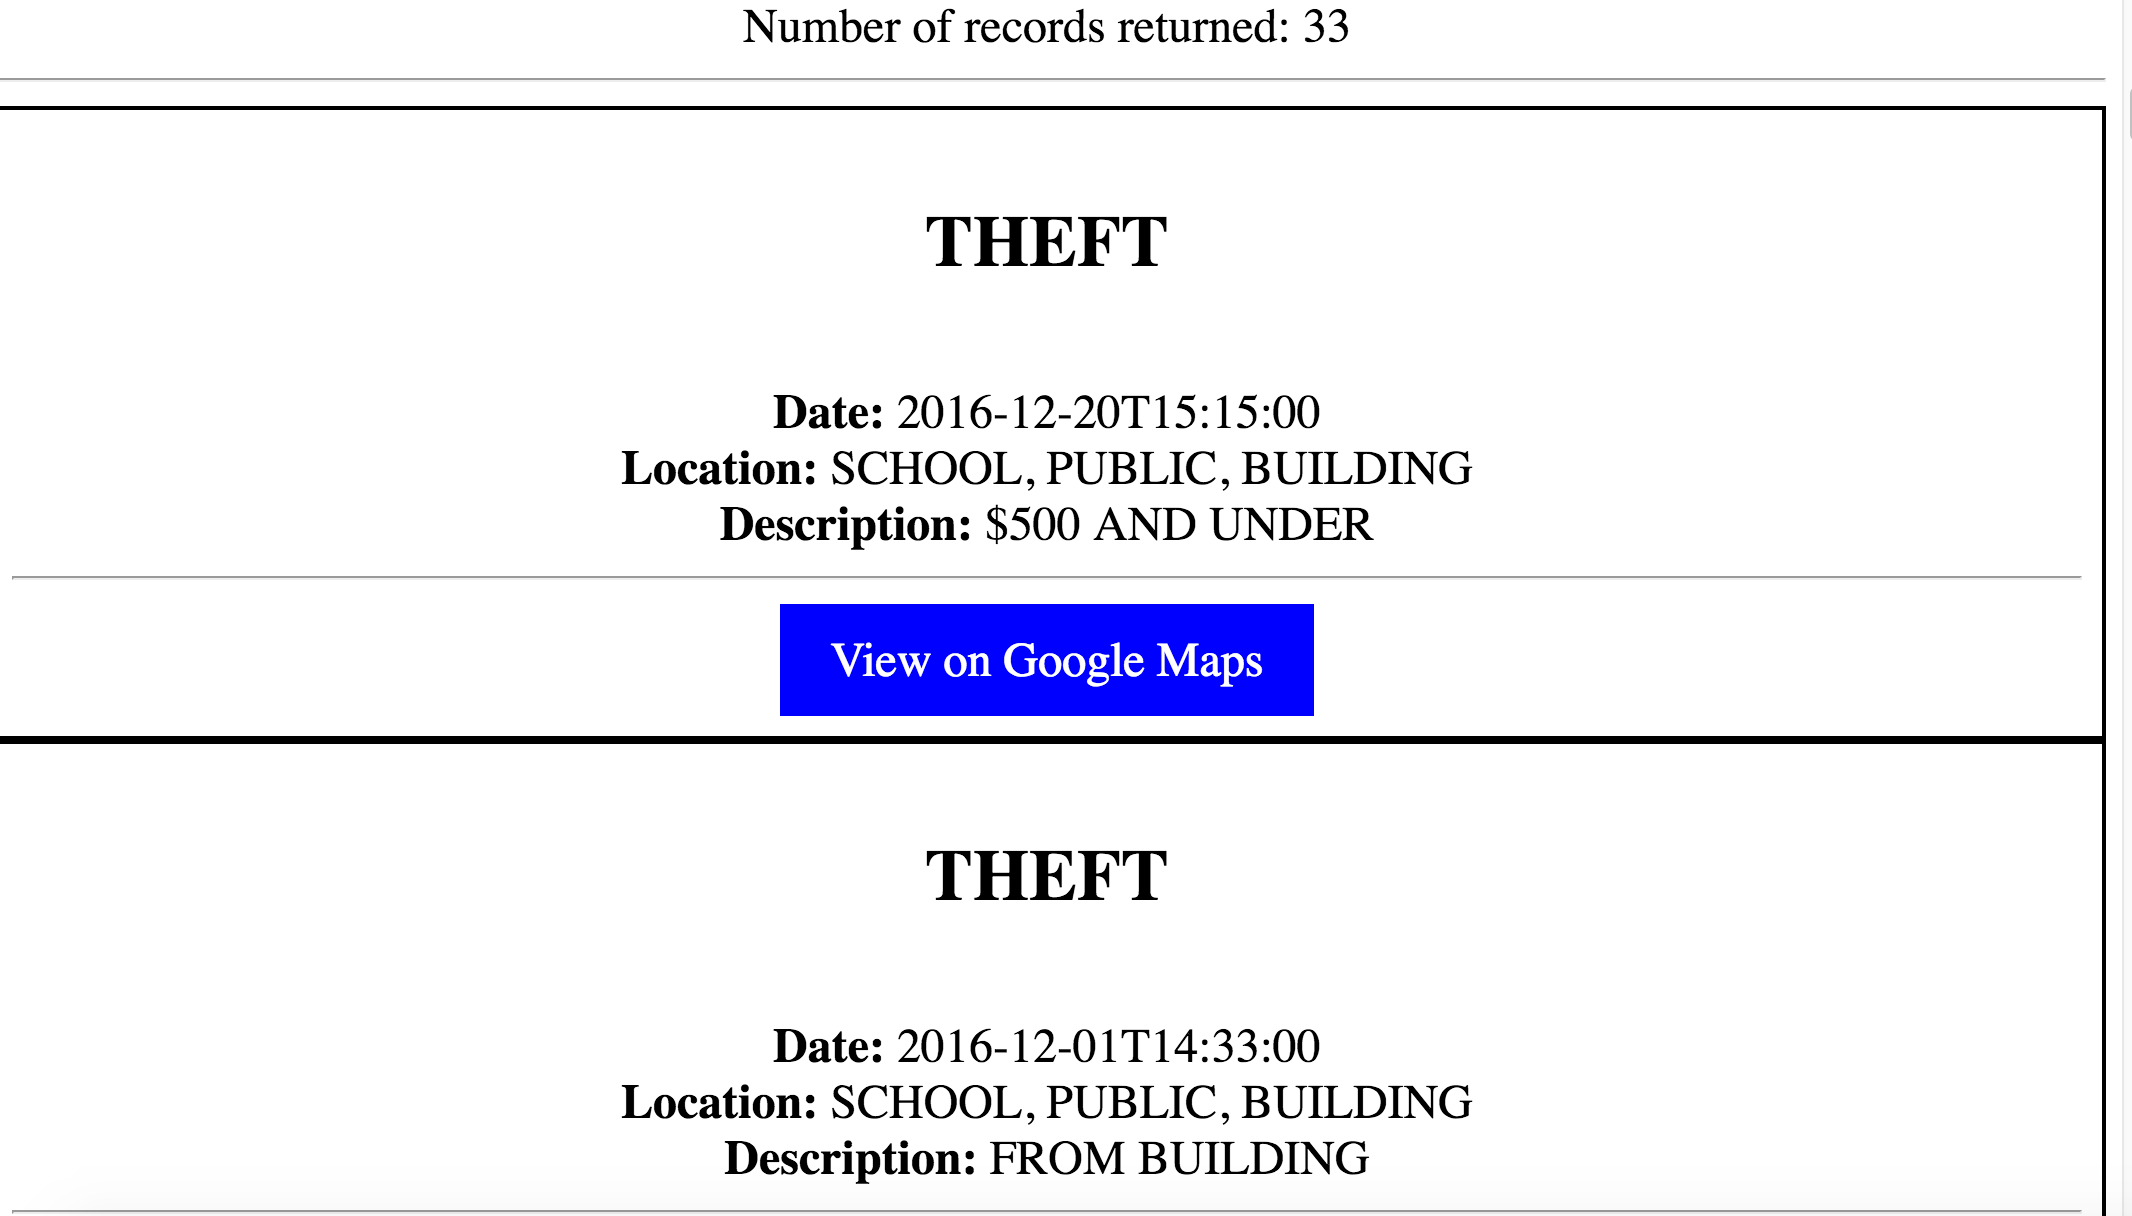 Number of records returned: 33
THEFT
Date: 2016-12-20T15:15:00
Location: SCHOOL, PUBLIC, BUILDING
Description: $500 AND UNDER
View on Google Maps
THEFT
Date: 2016-12-01T14:33:00
Location: SCHOOL, PUBLIC, BUILDING
Description: FROM BUILDING